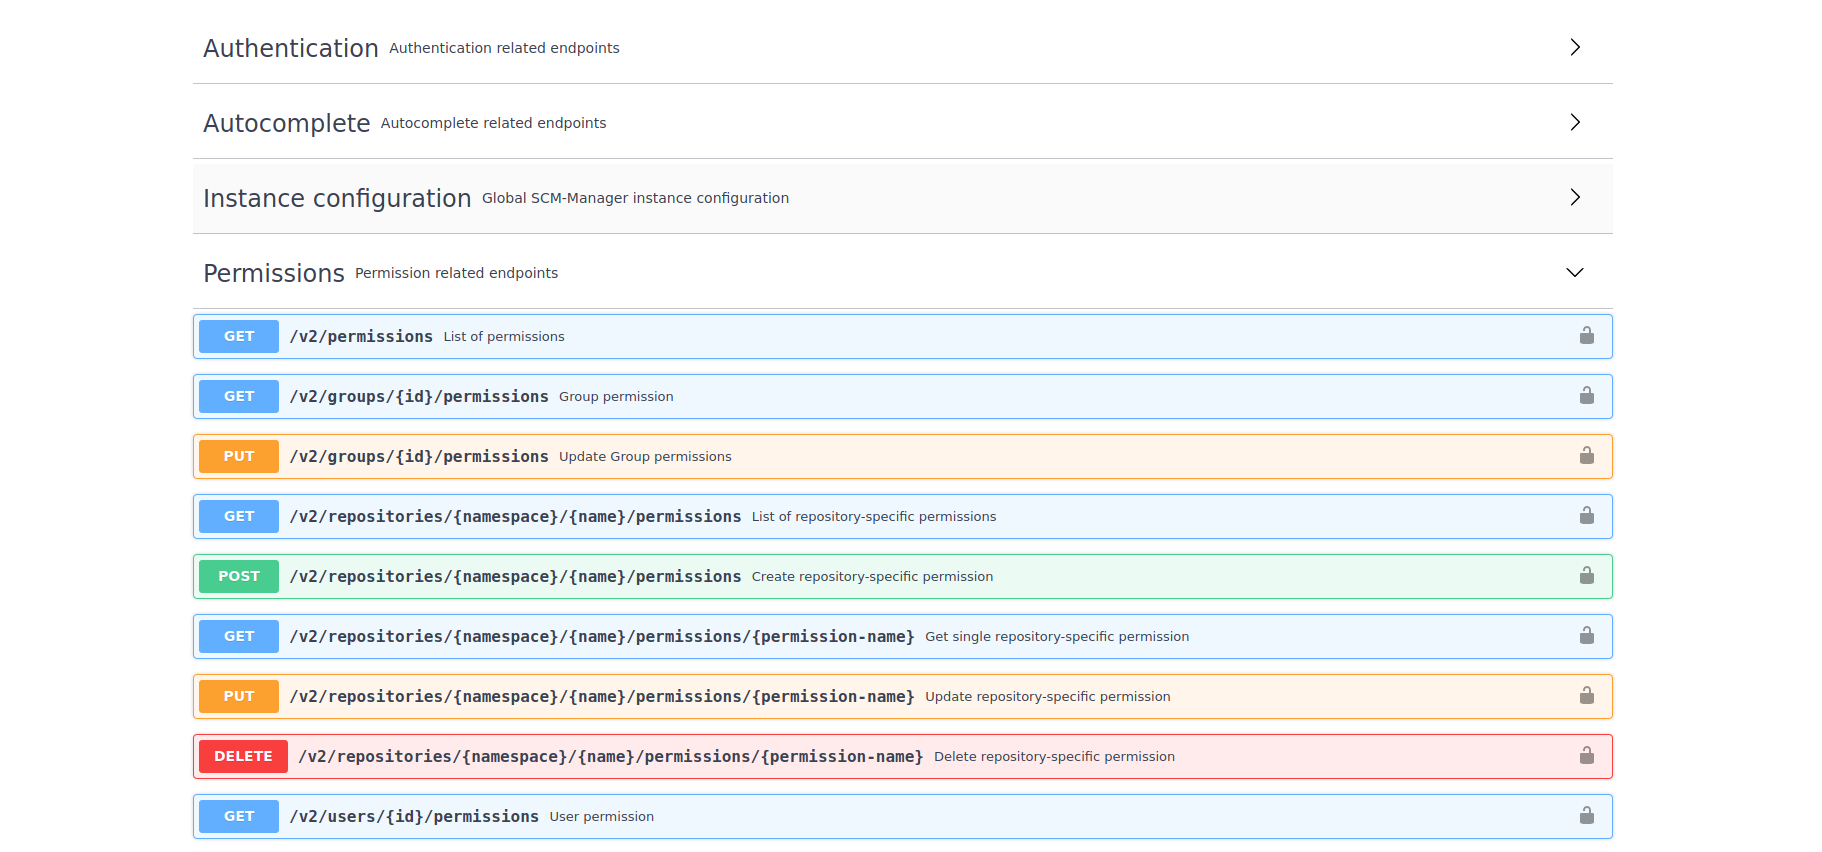 Authentication Authentication related endpoints
Autocomplete Autocomplete related endpoints
Instance configuration Global SCM-Manager instance configuration
Permissions Permission related endpoints
GET /v2/permissions List of permissions
GET /v2/groups/{id}/permissions Group permission
PUT /v2/groups/{id}/permissions Update Group permissions
GET /v2/repositories/{namespace}/{name}/permissions List of repository-specific permissions
POST /v2/repositories/{namespace}/{name}/permissions Create repository-specific permission
GET /v2/repositories/{namespace}/{name}/permissions/{permission-name} Get single repository-specific permission
PUT /v2/repositories/{namespace}/{name}/permissions/{permission-name} Update repository-specific permission
DELETE /v2/repositories/{namespace}/{name}/permissions/{permission-name} Delete repository-specific permission
GET /v2/users/{id}/permissions User permission